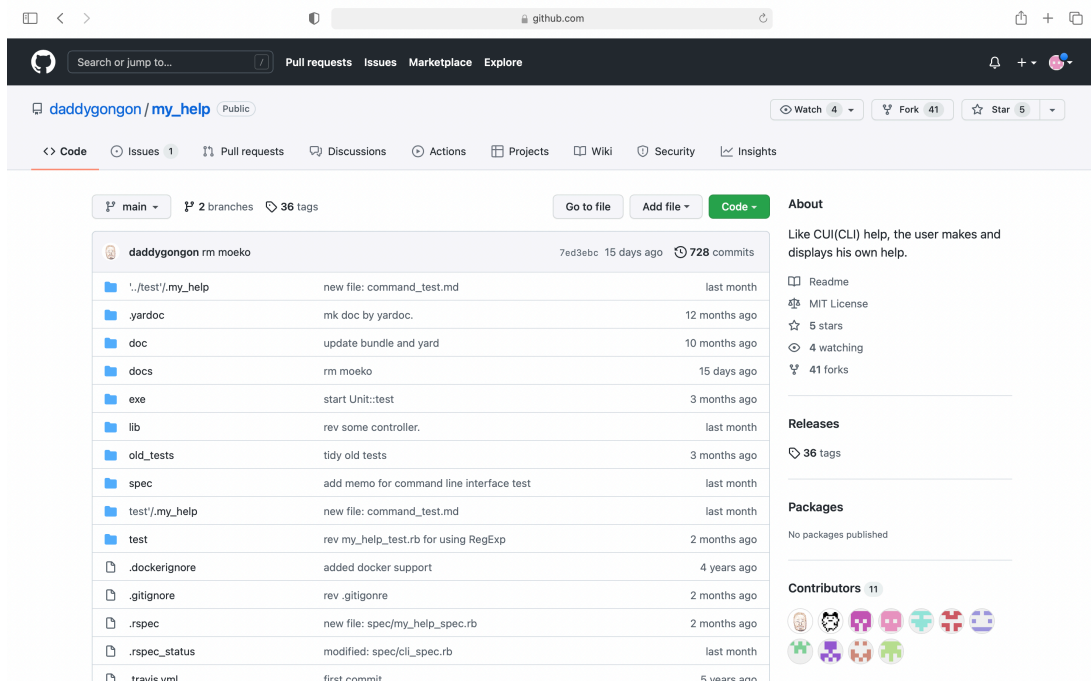 github.com
Search or jump to... /
Pull requests Issues Marketplace Explore
daddygongon / my_help Public
Watch 4 Fork 41 Star 5
Code Issues 1 Pull requests Discussions Actions Projects Wiki Security Insights
main 2 branches 36 tags Go to file Add file Code
daddygongon rm moeko 7ed3ebc 15 days ago 728 commits
'../test'/.my_help new file: command_test.md last month
.yardoc mk doc by yardoc. 12 months ago
doc update bundle and yard 10 months ago
docs rm moeko 15 days ago
exe start Unit::test 3 months ago
lib rev some controller. last month
old_tests tidy old tests 3 months ago
spec add memo for command line interface test last month
test'/.my_help new file: command_test.md last month
test rev my_help_test.rb for using RegExp 2 months ago
.dockerignore added docker support 4 years ago
.gitignore rev .gitigonre 2 months ago
.rspec new file: spec/my_help_spec.rb 2 months ago
.rspec_status modified: spec/cli_spec.rb last month
.travis.yml first commit 5 years ago
About
Like CUI(CLI) help, the user makes and
displays his own help.
Readme
MIT License
5 stars
4 watching
41 forks
Releases
36 tags
Packages
No packages published
Contributors 11